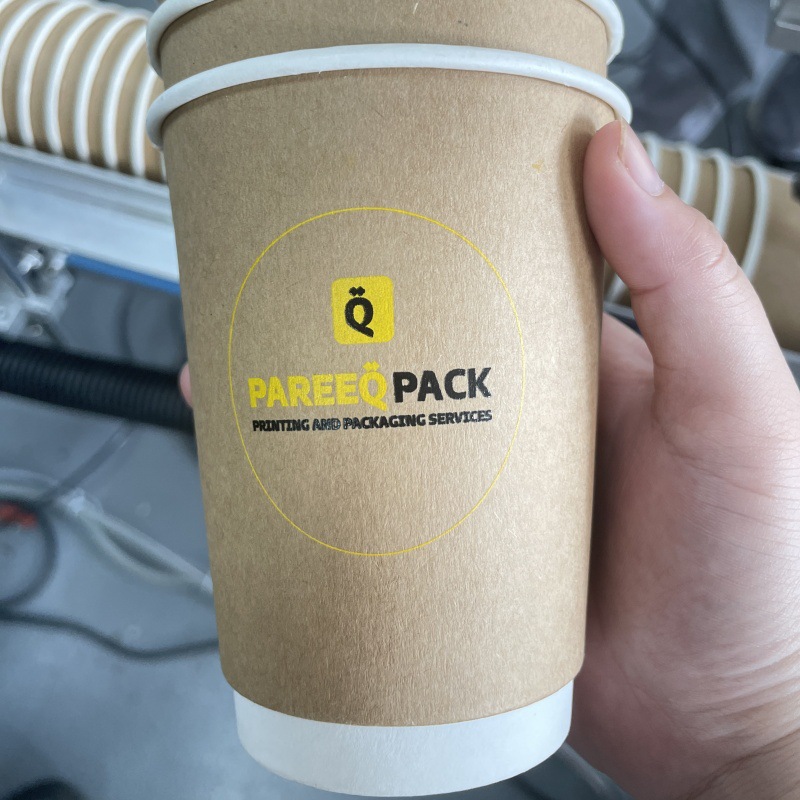 Q̈
PAREEQ̈ PACK
PRINTING AND PACKAGING SERVICES